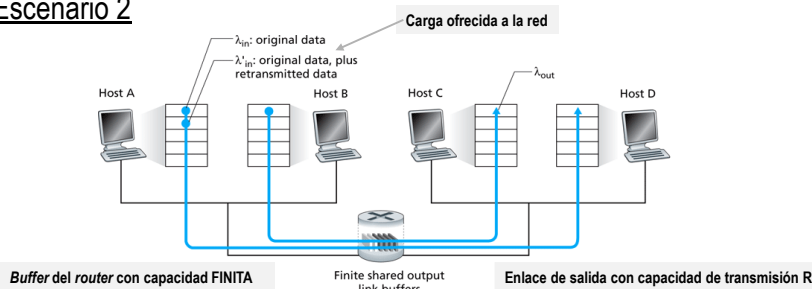 Escenario 2
Carga ofrecida a la red
λin: original data
λ'in: original data, plus
retransmitted data
λout
Host A
Host B
Host C
Host D
Buffer del router con capacidad FINITA
Finite shared output
link buffers
Enlace de salida con capacidad de transmisión R